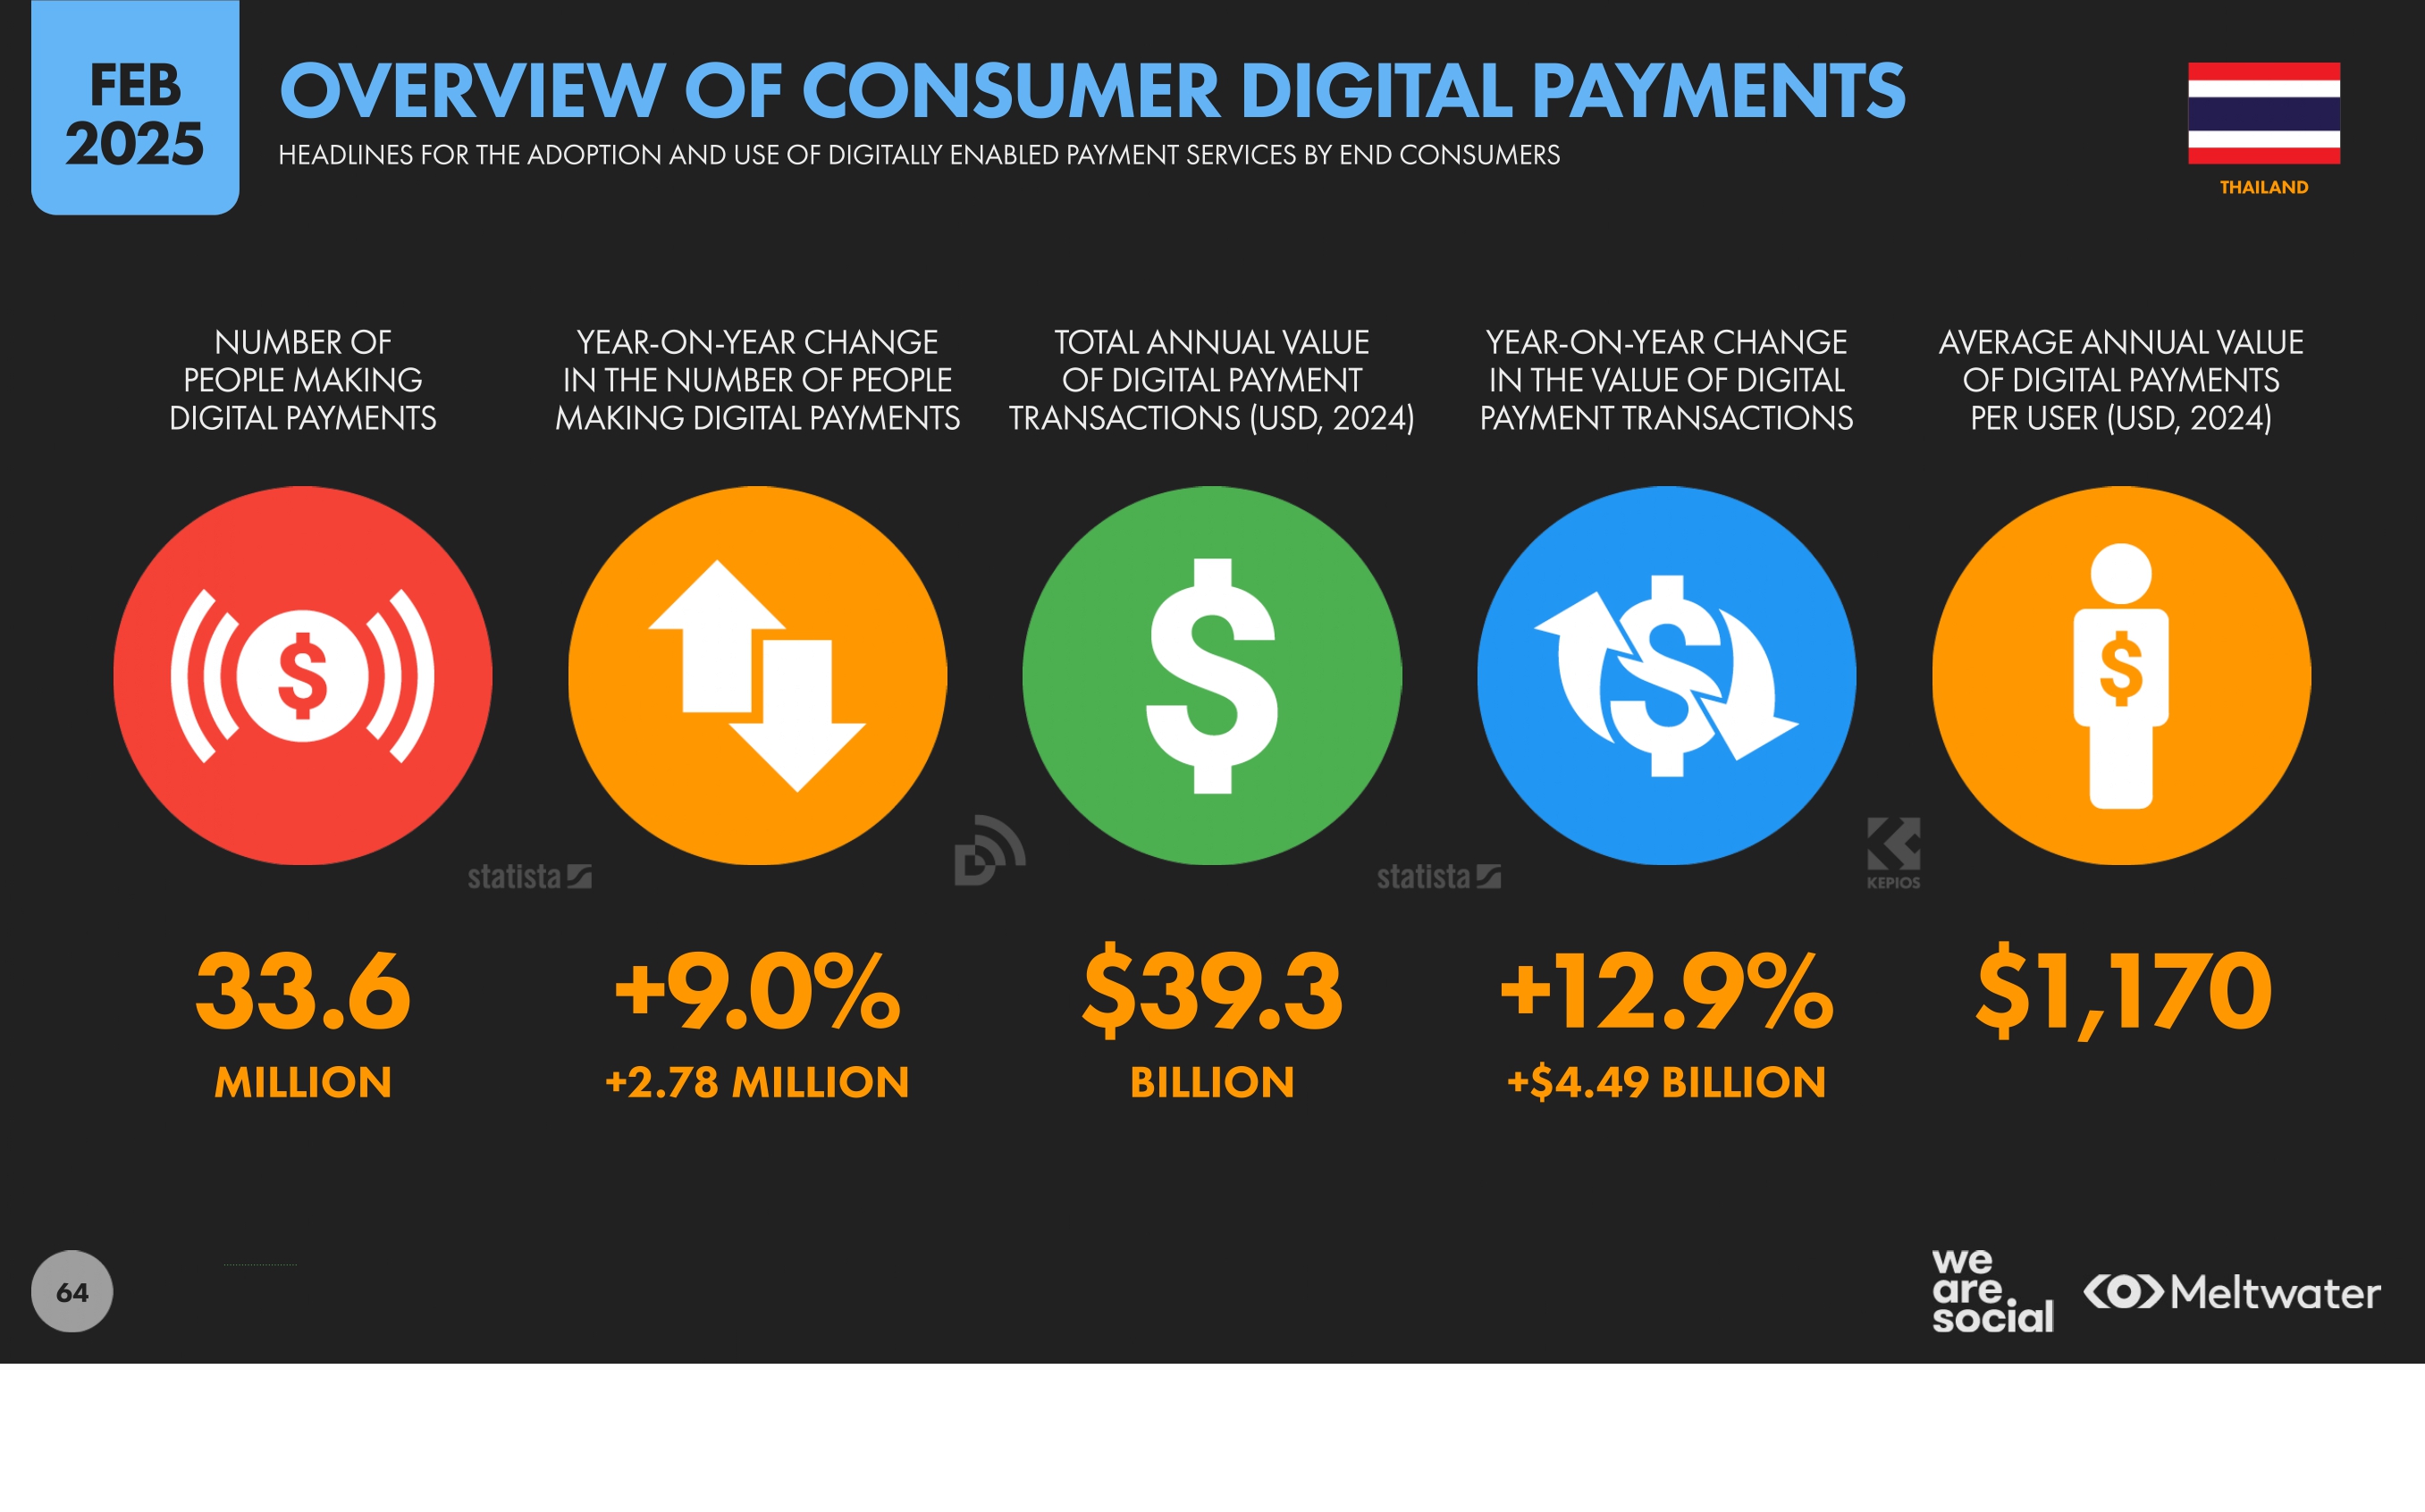 FEB
2025
OVERVIEW OF CONSUMER DIGITAL PAYMENTS
HEADLINES FOR THE ADOPTION AND USE OF DIGITALLY ENABLED PAYMENT SERVICES BY END CONSUMERS
THAILAND
NUMBER OF
PEOPLE MAKING
DIGITAL PAYMENTS
YEAR-ON-YEAR CHANGE
IN THE NUMBER OF PEOPLE
MAKING DIGITAL PAYMENTS
TOTAL ANNUAL VALUE
OF DIGITAL PAYMENT
TRANSACTIONS (USD, 2024)
YEAR-ON-YEAR CHANGE
IN THE VALUE OF DIGITAL
PAYMENT TRANSACTIONS
AVERAGE ANNUAL VALUE
OF DIGITAL PAYMENTS
PER USER (USD, 2024)
$
$
$
$
statista
D
statista
KEPIOS
33.6
MILLION
+9.0%
+2.78 MILLION
$39.3
BILLION
+12.9%
+$4.49 BILLION
$1,170
64
we
are
social
Meltwater